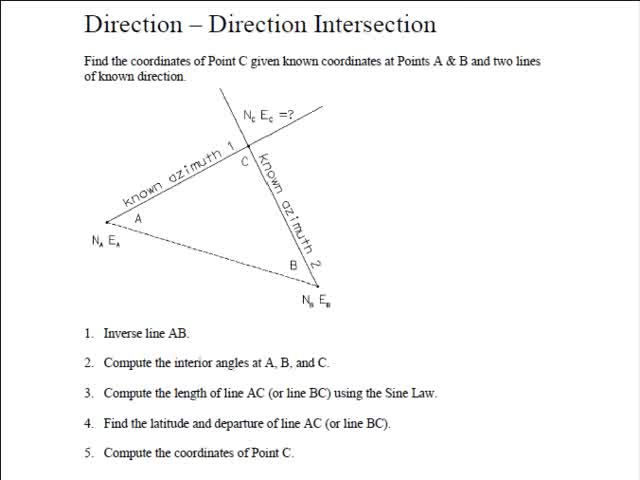 Direction – Direction Intersection
Find the coordinates of Point C given known coordinates at Points A & B and two lines
of known direction.
N_C E_C =?
known azimuth 1
C
known azimuth 2
A
N_A E_A
B
N_B E_B
1. Inverse line AB.
2. Compute the interior angles at A, B, and C.
3. Compute the length of line AC (or line BC) using the Sine Law.
4. Find the latitude and departure of line AC (or line BC).
5. Compute the coordinates of Point C.